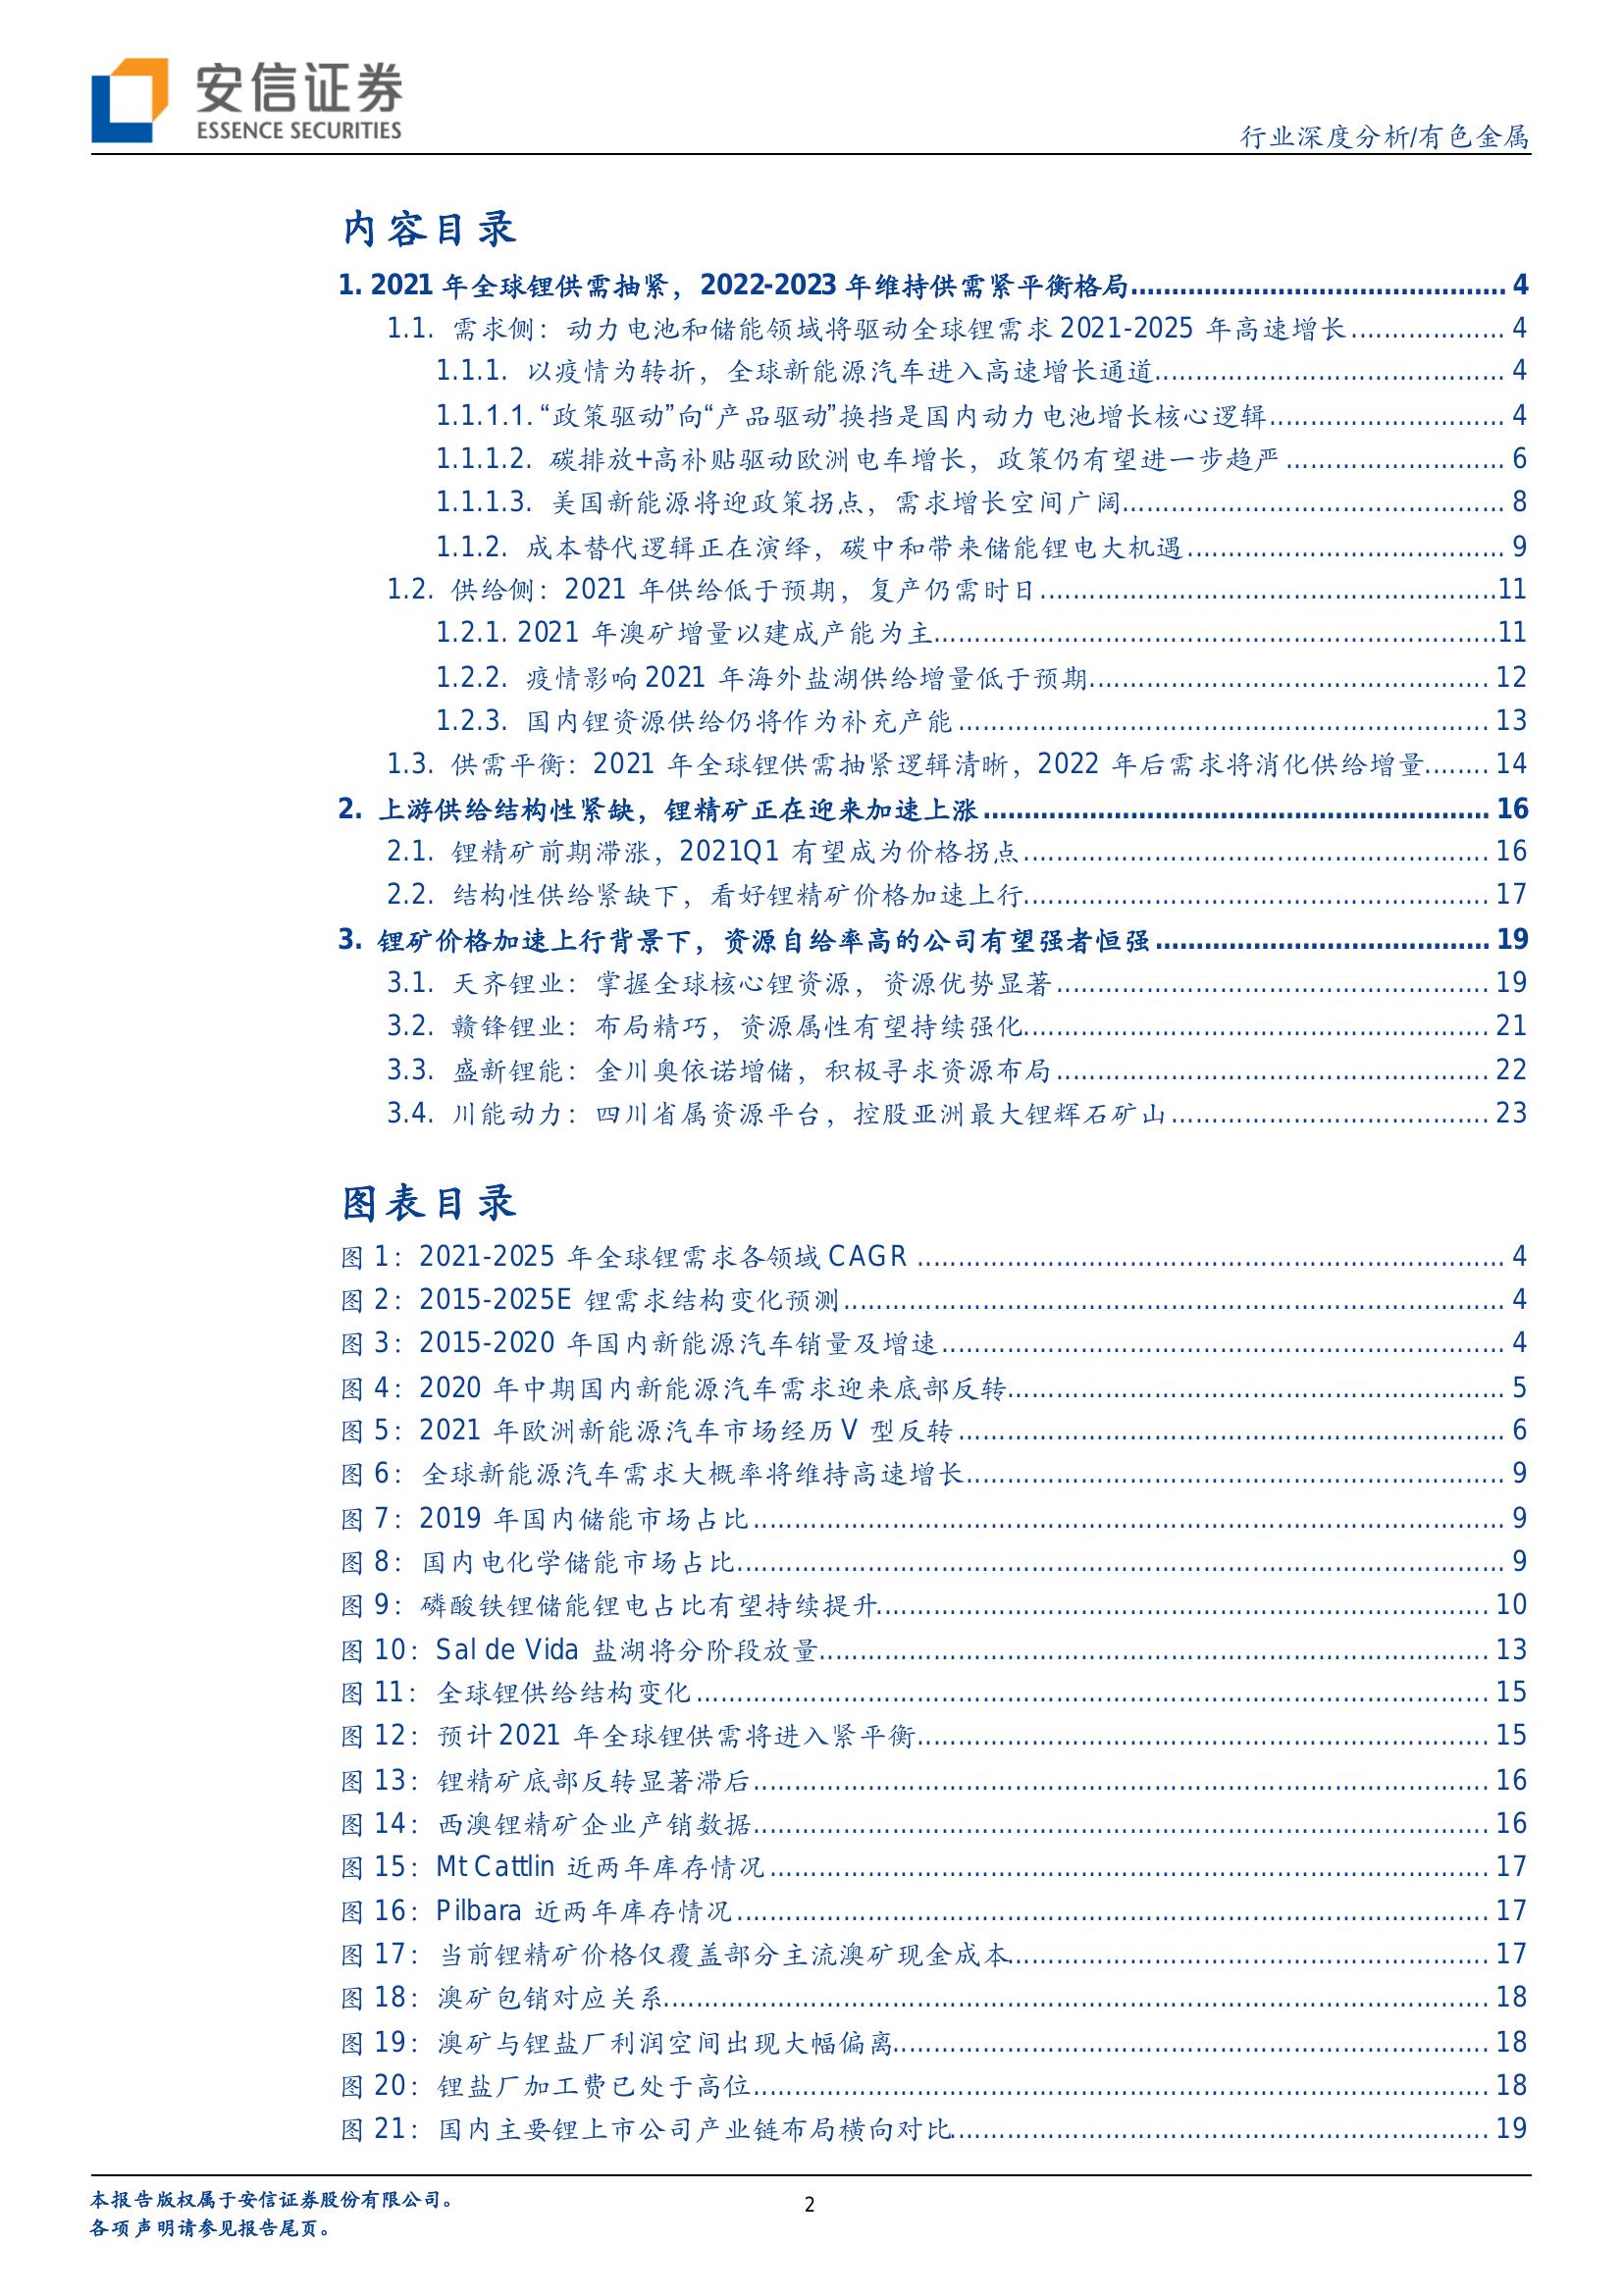 安信证券
ESSENCE SECURITIES
行业深度分析/有色金属
内容目录
1. 2021 年全球锂供需抽紧，2022-2023 年维持供需紧平衡格局 4
1.1. 需求侧：动力电池和储能领域将驱动全球锂需求 2021-2025 年高速增长 4
1.1.1. 以疫情为转折，全球新能源汽车进入高速增长通道 4
1.1.1.1. “政策驱动”向“产品驱动”换挡是国内动力电池增长核心逻辑 4
1.1.1.2. 碳排放+高补贴驱动欧洲电车增长，政策仍有望进一步趋严 6
1.1.1.3. 美国新能源将迎政策拐点，需求增长空间广阔 8
1.1.2. 成本替代逻辑正在演绎，碳中和带来储能锂电大机遇 9
1.2. 供给侧：2021 年供给低于预期，复产仍需时日 11
1.2.1. 2021 年澳矿增量以建成产能为主 11
1.2.2. 疫情影响 2021 年海外盐湖供给增量低于预期 12
1.2.3. 国内锂资源供给仍将作为补充产能 13
1.3. 供需平衡：2021 年全球锂供需抽紧逻辑清晰，2022 年后需求将消化供给增量 14
2. 上游供给结构性紧缺，锂精矿正在迎来加速上涨 16
2.1. 锂精矿前期滞涨，2021Q1 有望成为价格拐点 16
2.2. 结构性供给紧缺下，看好锂精矿价格加速上行 17
3. 锂矿价格加速上行背景下，资源自给率高的公司有望强者恒强 19
3.1. 天齐锂业：掌握全球核心锂资源，资源优势显著 19
3.2. 赣锋锂业：布局精巧，资源属性有望持续强化 21
3.3. 盛新锂能：金川奥依诺增储，积极寻求资源布局 22
3.4. 川能动力：四川省属资源平台，控股亚洲最大锂辉石矿山 23
图表目录
图 1：2021-2025 年全球锂需求各领域 CAGR 4
图 2：2015-2025E 锂需求结构变化预测 4
图 3：2015-2020 年国内新能源汽车销量及增速 4
图 4：2020 年中期国内新能源汽车需求迎来底部反转 5
图 5：2021 年欧洲新能源汽车市场经历 V 型反转 6
图 6：全球新能源汽车需求大概率将维持高速增长 9
图 7：2019 年国内储能市场占比 9
图 8：国内电化学储能市场占比 9
图 9：磷酸铁锂储能锂电占比有望持续提升 10
图 10：Sal de Vida 盐湖将分阶段放量 13
图 11：全球锂供给结构变化 15
图 12：预计 2021 年全球锂供需将进入紧平衡 15
图 13：锂精矿底部反转显著滞后 16
图 14：西澳锂精矿企业产销数据 16
图 15：Mt Cattlin 近两年库存情况 17
图 16：Pilbara 近两年库存情况 17
图 17：当前锂精矿价格仅覆盖部分主流澳矿现金成本 17
图 18：澳矿包销对应关系 18
图 19：澳矿与锂盐厂利润空间出现大幅偏离 18
图 20：锂盐厂加工费已处于高位 18
图 21：国内主要锂上市公司产业链布局横向对比 19
本报告版权属于安信证券股份有限公司。
2
各项声明请参见报告尾页。